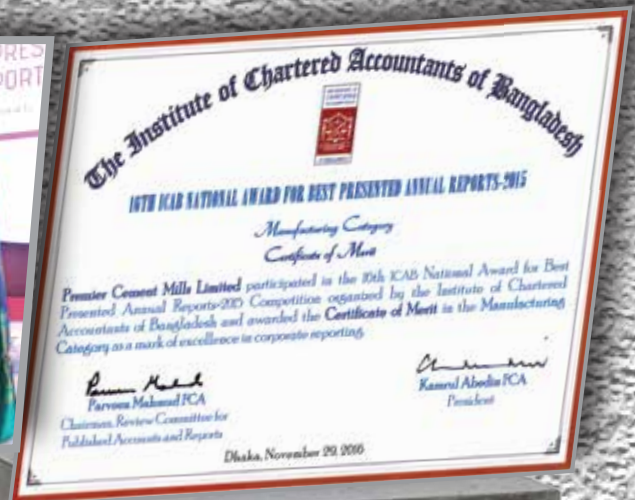 The Institute of Chartered Accountants of Bangladesh
16TH ICAB NATIONAL AWARD FOR BEST PRESENTED ANNUAL REPORTS-2015
Manufacturing Category
Certificate of Merit
Premier Cement Mills Limited participated in the 16th ICAB National Award for Best
Presented Annual Reports-2015 Competition organised by the Institute of Chartered
Accountants of Bangladesh and awarded the Certificate of Merit in the Manufacturing
Category as a mark of excellence in corporate reporting.
Parveen Mahmud FCA
Chairman, Review Committee for
Published Accounts and Reports
Kamrul Abedin FCA
President
Dhaka, November 29, 2016